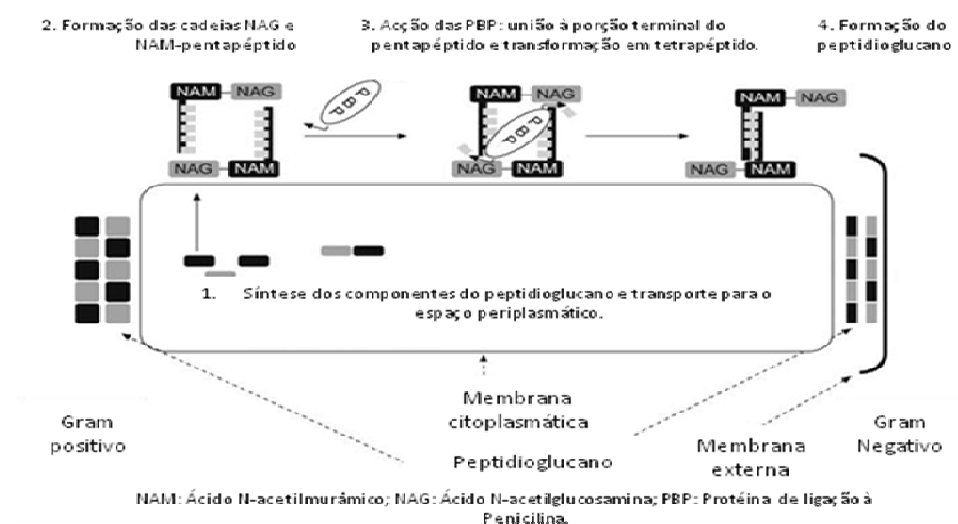 2. Formação das cadeias NAG e
NAM-pentapéptido
3. Acção das PBP: união à porção terminal do
pentapéptido e transformação em tetrapéptido.
4. Formação do
peptidioglucano
NAM NAG
PBP
NAG NAM
NAM NAG
PBP
NAG NAM
NAM NAG
NAG NAM
1. Síntese dos componentes do peptidioglucano e transporte para o
espaço periplasmático.
Membrana
citoplasmática
Gram
positivo
Peptidioglucano
Membrana
externa
Gram
Negativo
NAM: Ácido N-acetilmurâmico; NAG: Ácido N-acetilglucosamina; PBP: Protéina de ligação à
Penicilina.